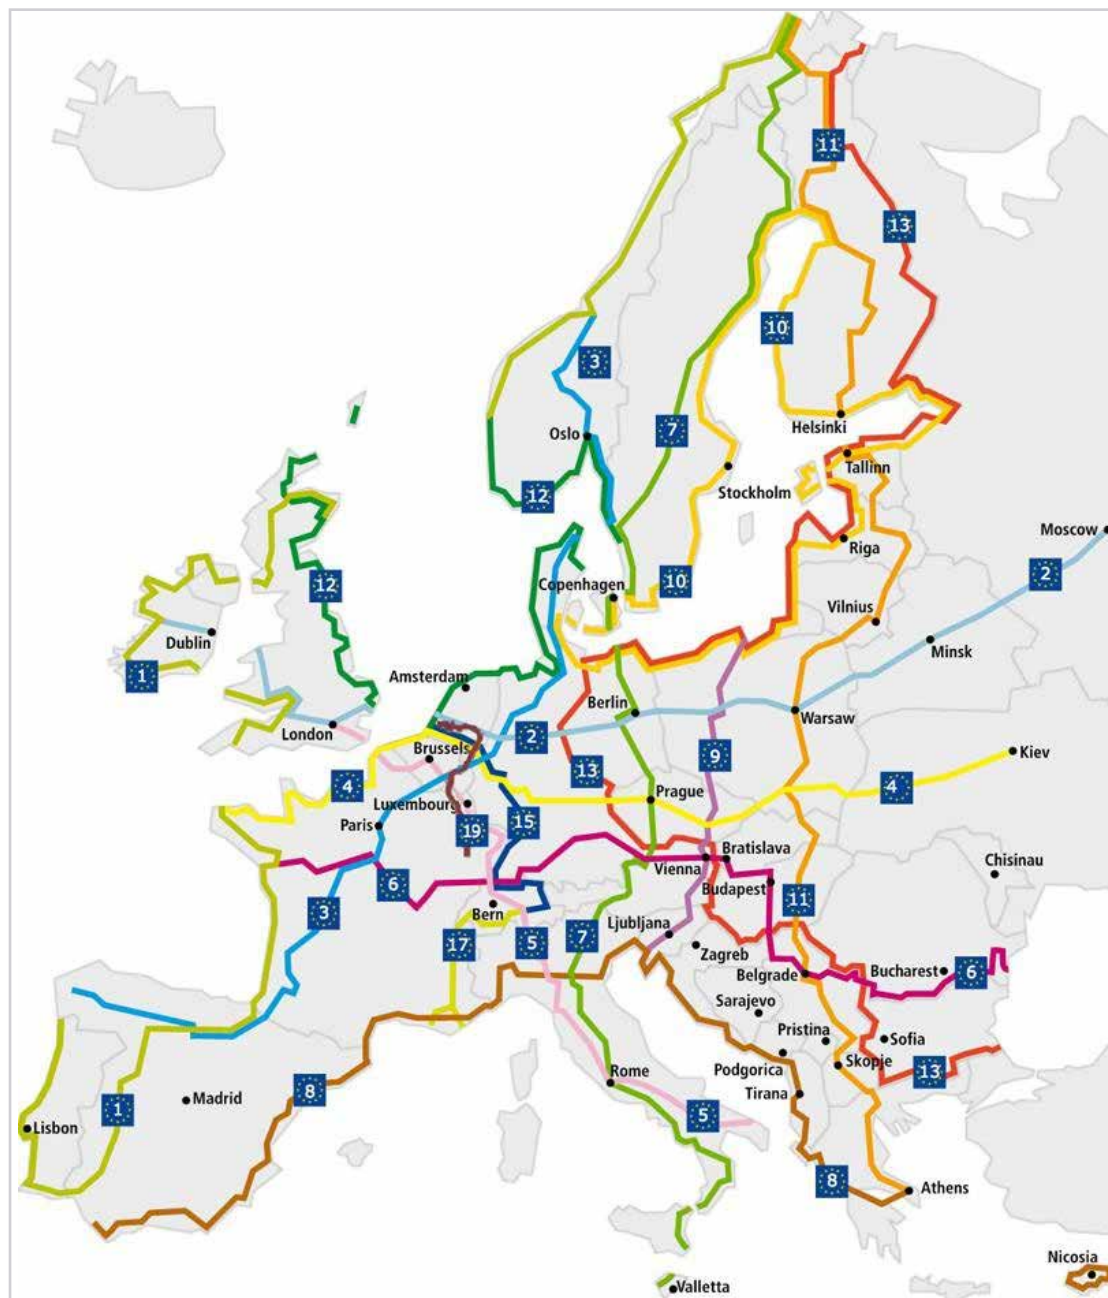 11
13
3
10
Oslo
7
Helsinki
Tallinn
Stockholm
12
Moscow
Riga
2
12
Copenhagen
10
Vilnius
Dublin
Minsk
1
Amsterdam
Berlin
Warsaw
London
2
Brussels
9
Kiev
13
4
4
Prague
Luxembourg
Paris
19
15
Bratislava
Vienna
Chisinau
6
Budapest
Bern
11
3
Ljubljana
17
5
7
Zagreb
Belgrade
Bucharest
6
Sarajevo
Pristina
Sofia
Podgorica
Skopje
13
Rome
8
Madrid
Tirana
1
5
Lisbon
8
Athens
Nicosia
Valletta